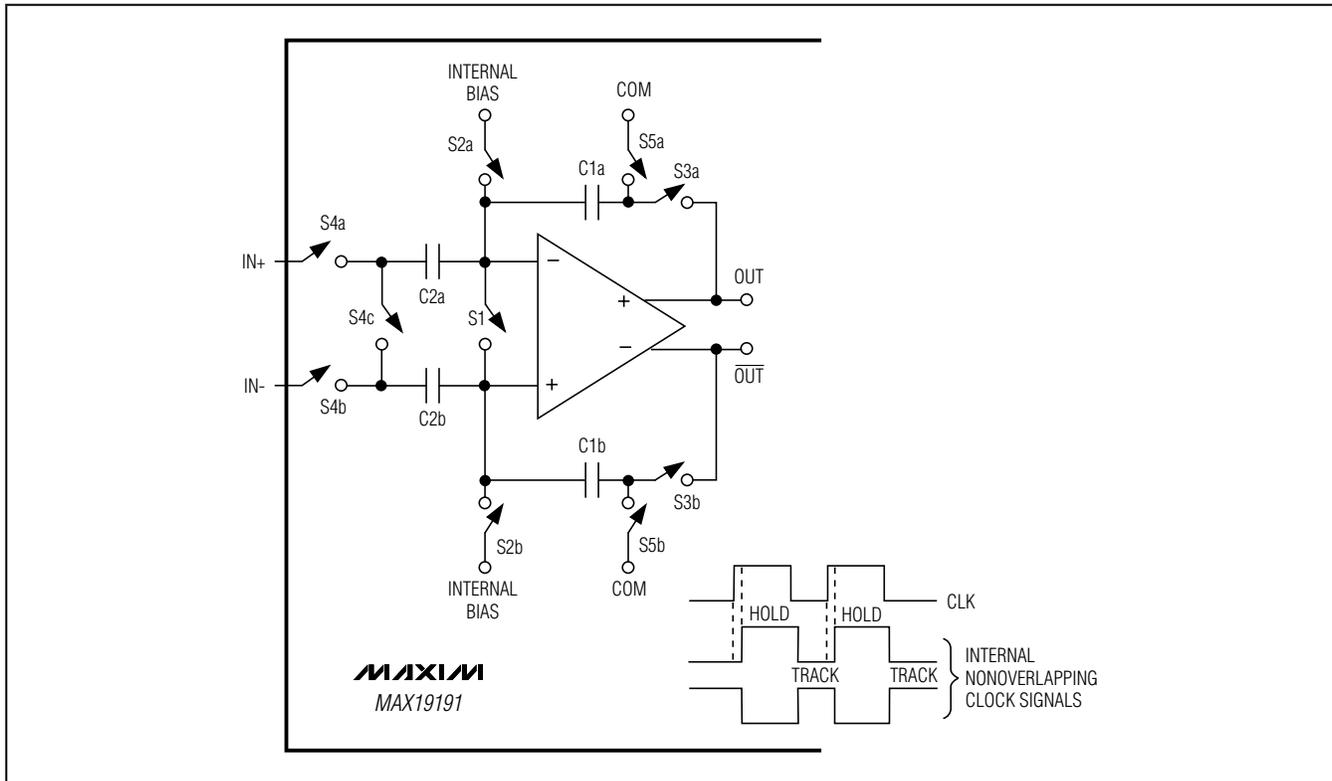 INTERNAL
BIAS
COM
S2a
S5a
C1a
S3a
S4a
IN+
−
C2a
OUT
+
S4c
S1
−
OUT
IN-
+
S4b
C2b
C1b
S3b
S2b
S5b
INTERNAL
BIAS
COM
CLK
HOLD
HOLD
TRACK
TRACK
INTERNAL
NONOVERLAPPING
CLOCK SIGNALS
MAXIM
MAX19191